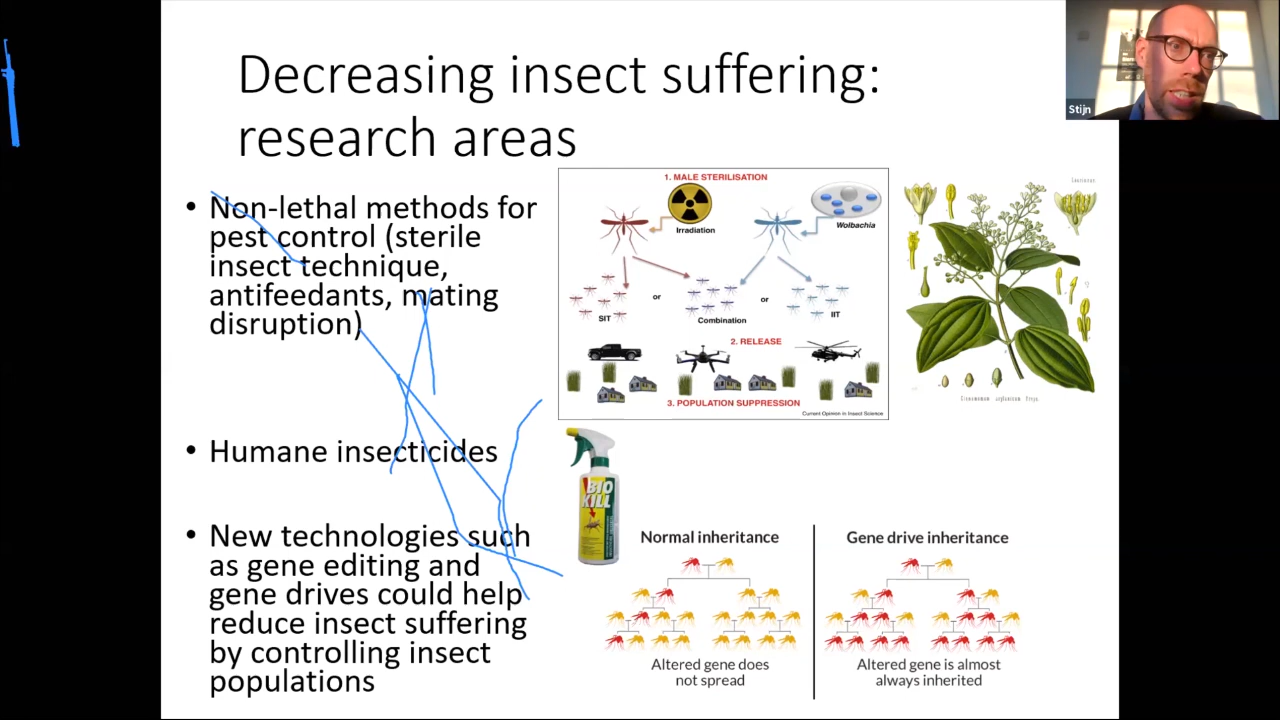 Decreasing insect suffering:
research areas
• Non-lethal methods for
pest control (sterile
insect technique,
antifeedants, mating
disruption)
• Humane insecticides
• New technologies such
as gene editing and
gene drives could help
reduce insect suffering
by controlling insect
populations
1. MALE STERILISATION
Irradiation
Wolbachia
SIT
or
Combination
or
IIT
2. RELEASE
3. POPULATION SUPPRESSION
Current Opinion in Insect Science
BIO
KILL
Normal inheritance
Altered gene does
not spread
Gene drive inheritance
Altered gene is almost
always inherited
Stijn